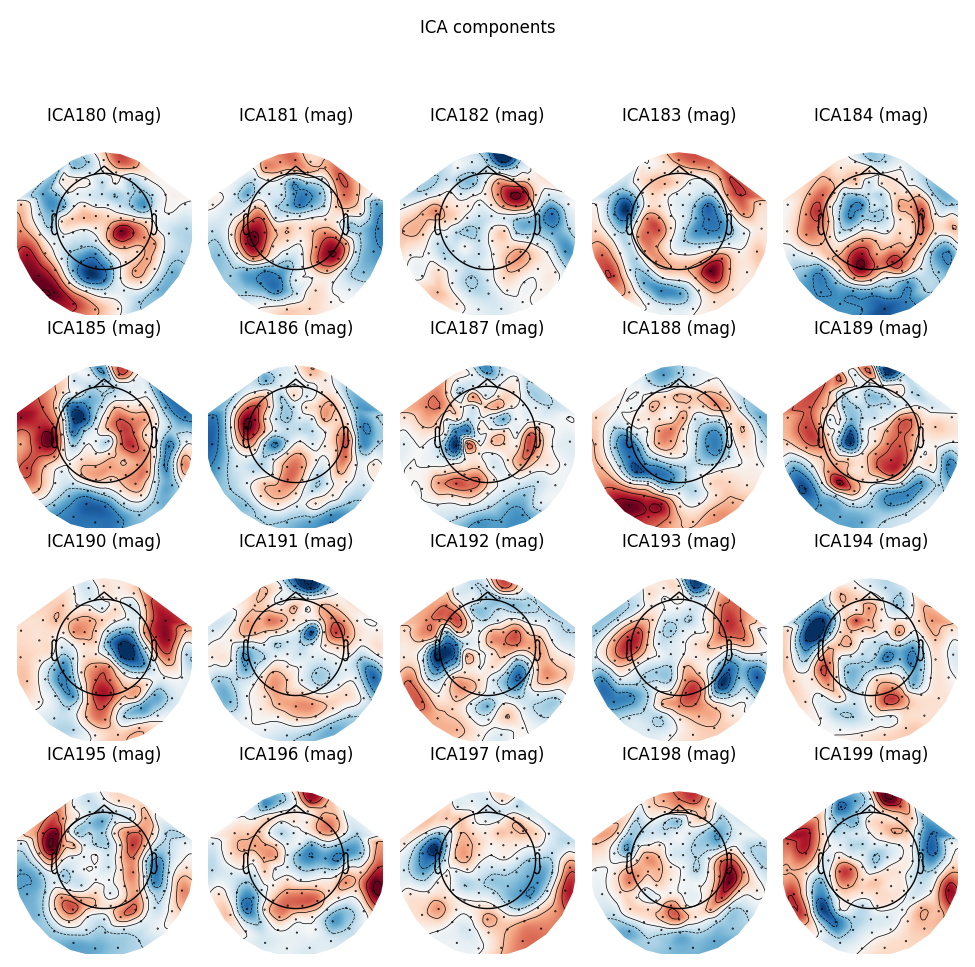 ICA components
ICA180 (mag) ICA181 (mag) ICA182 (mag) ICA183 (mag) ICA184 (mag)
ICA185 (mag) ICA186 (mag) ICA187 (mag) ICA188 (mag) ICA189 (mag)
ICA190 (mag) ICA191 (mag) ICA192 (mag) ICA193 (mag) ICA194 (mag)
ICA195 (mag) ICA196 (mag) ICA197 (mag) ICA198 (mag) ICA199 (mag)